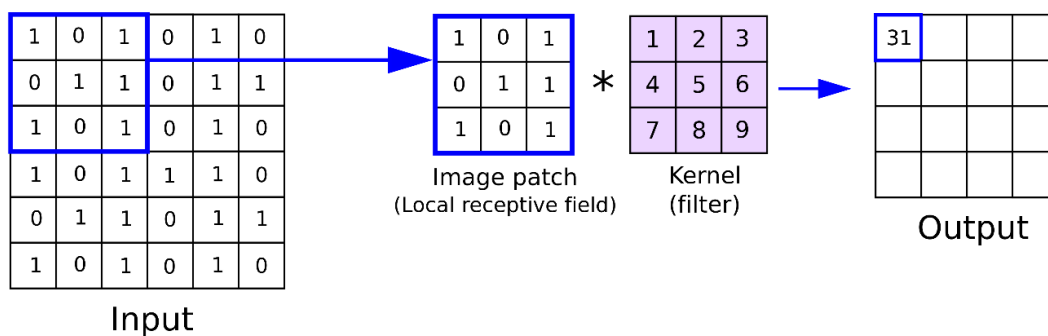 1 0 1 0 1 0
0 1 1 0 1 1
1 0 1 0 1 0
1 0 1 1 1 0
0 1 1 0 1 1
1 0 1 0 1 0
Input
1 0 1
0 1 1
1 0 1
Image patch
(Local receptive field)
*
1 2 3
4 5 6
7 8 9
Kernel
(filter)
31
Output